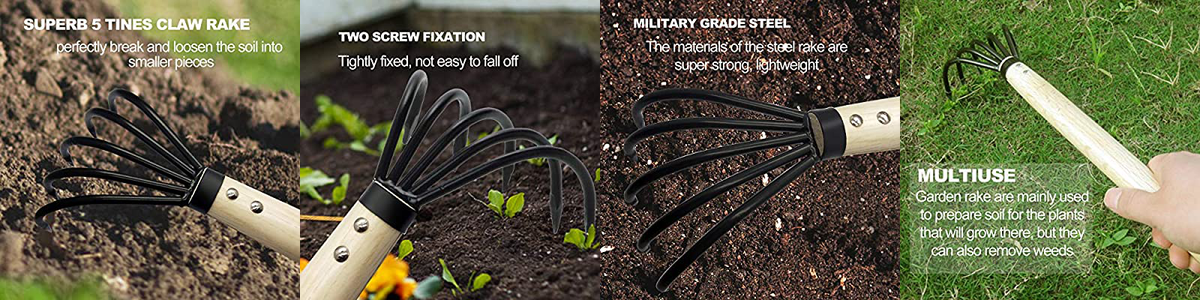 SUPERB 5 TINES CLAW RAKE
perfectly break and loosen the soil into
smaller pieces
TWO SCREW FIXATION
Tightly fixed, not easy to fall off
MILITARY GRADE STEEL
The materials of the steel rake are
super strong, lightweight
MULTIUSE
Garden rake are mainly used
to prepare soil for the plants
that will grow there, but they
can also remove weeds